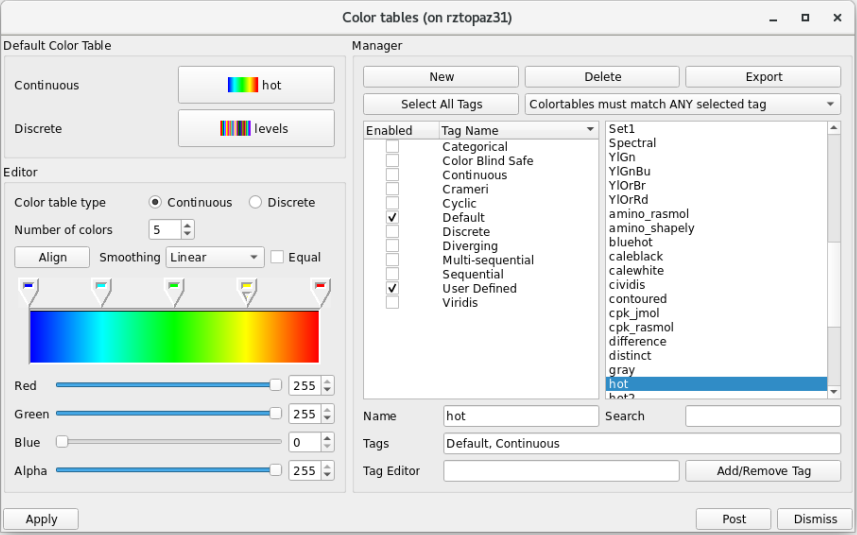 Color tables (on rztopaz31)
Default Color Table
Continuous
hot
Discrete
levels
Editor
Color table type
Continuous
Discrete
Number of colors
5
Align
Smoothing
Linear
Equal
Red
255
Green
255
Blue
0
Alpha
255
Manager
New
Delete
Export
Select All Tags
Colortables must match ANY selected tag
Enabled
Tag Name
Categorical
Color Blind Safe
Continuous
Crameri
Cyclic
Default
Discrete
Diverging
Multi-sequential
Sequential
User Defined
Viridis
Set1
Spectral
YlGn
YlGnBu
YlOrBr
YlOrRd
amino_rasmol
amino_shapely
bluehot
caleblack
calewhite
cividis
contoured
cpk_jmol
cpk_rasmol
difference
distinct
gray
hot
hot2
Name
hot
Search
Tags
Default, Continuous
Tag Editor
Add/Remove Tag
Apply
Post
Dismiss